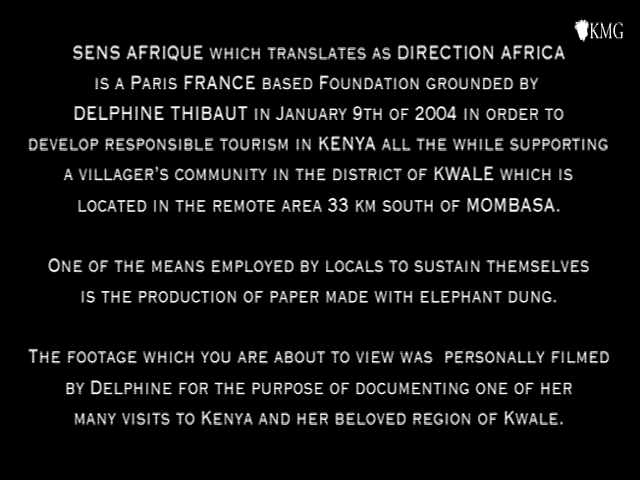 KMG
SENS AFRIQUE WHICH TRANSLATES AS DIRECTION AFRICA
IS A PARIS FRANCE BASED FOUNDATION GROUNDED BY
DELPHINE THIBAUT IN JANUARY 9TH OF 2004 IN ORDER TO
DEVELOP RESPONSIBLE TOURISM IN KENYA ALL THE WHILE SUPPORTING
A VILLAGER'S COMMUNITY IN THE DISTRICT OF KWALE WHICH IS
LOCATED IN THE REMOTE AREA 33 KM SOUTH OF MOMBASA.
ONE OF THE MEANS EMPLOYED BY LOCALS TO SUSTAIN THEMSELVES
IS THE PRODUCTION OF PAPER MADE WITH ELEPHANT DUNG.
THE FOOTAGE WHICH YOU ARE ABOUT TO VIEW WAS PERSONALLY FILMED
BY DELPHINE FOR THE PURPOSE OF DOCUMENTING ONE OF HER
MANY VISITS TO KENYA AND HER BELOVED REGION OF KWALE.